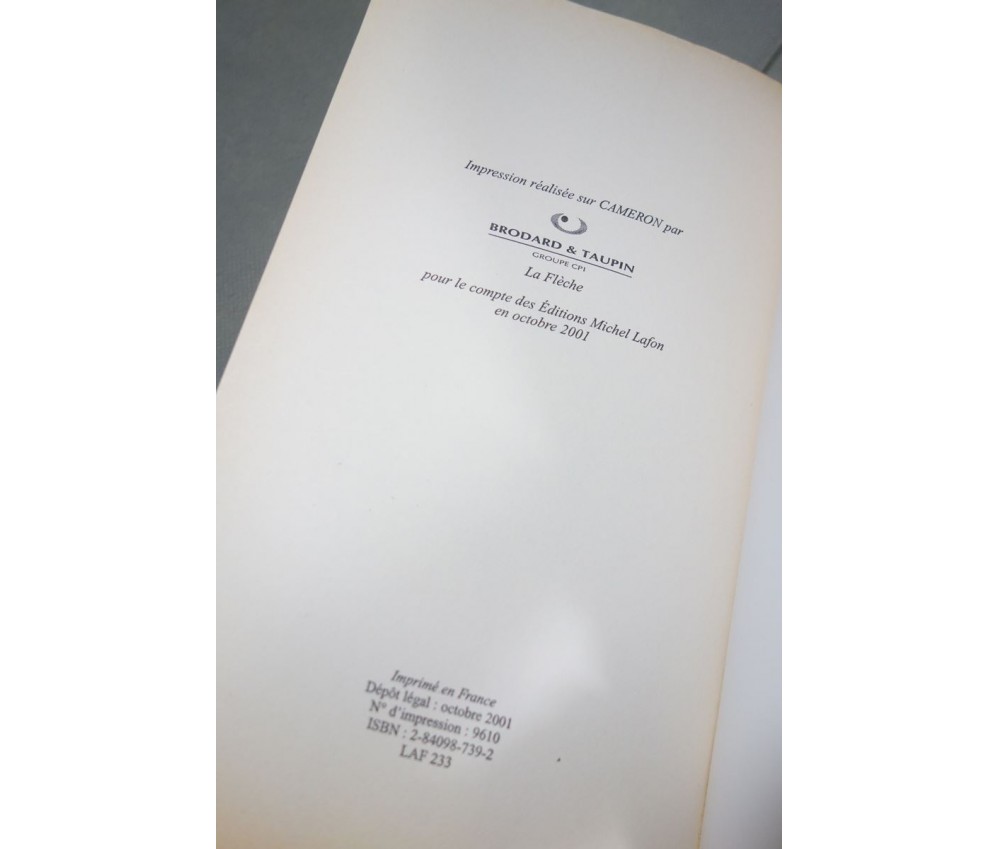 Impression réalisée sur CAMERON par
BRODARD & TAUPIN
GROUPE CPI
La Flèche
pour le compte des Éditions Michel Lafon
en octobre 2001
Imprimé en France
Dépôt légal : octobre 2001
N° d'impression : 9610
ISBN : 2-84098-739-2
LAF 233